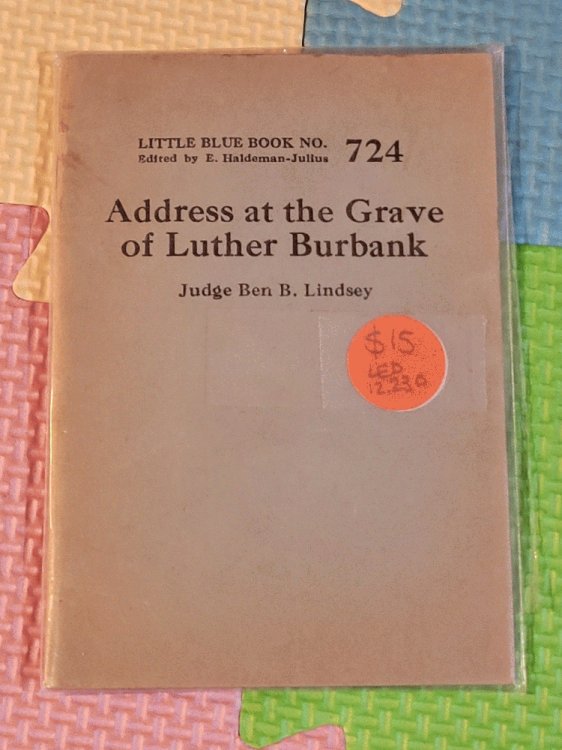 LITTLE BLUE BOOK NO. 724
Edited by E. Haldeman-Julius
Address at the Grave
of Luther Burbank
Judge Ben B. Lindsey
$15
LED